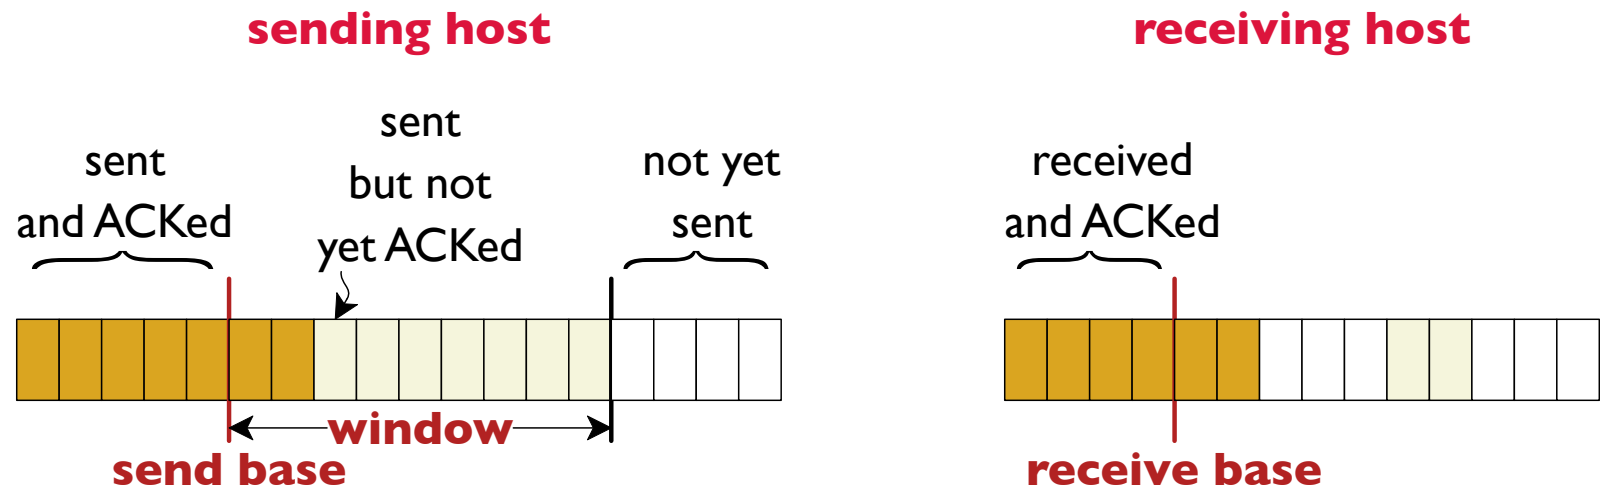 sending host
receiving host
sent
and ACKed
sent
but not
yet ACKed
not yet
sent
received
and ACKed
window
send base
receive base